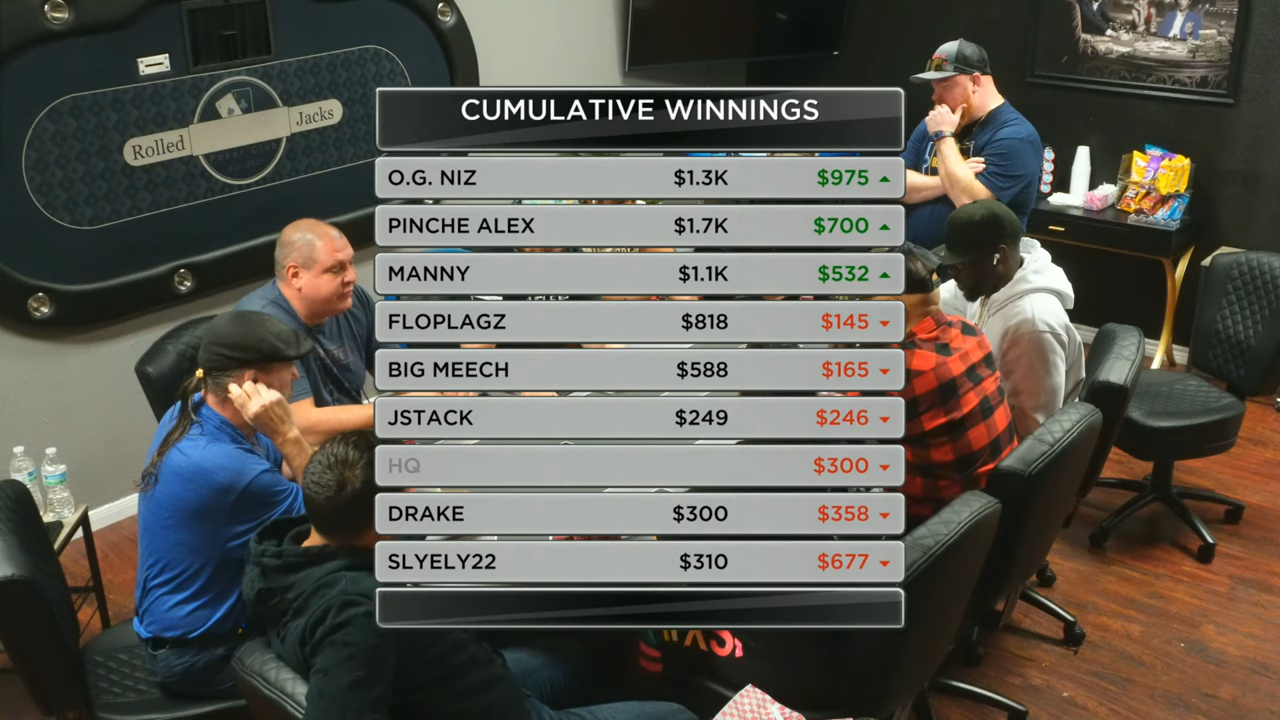 Rolled Jacks
CUMULATIVE WINNINGS
O.G. NIZ $1.3K $975
PINCHE ALEX $1.7K $700
MANNY $1.1K $532
FLOPLAGZ $818 $145
BIG MEECH $588 $165
JSTACK $249 $246
HQ $300
DRAKE $300 $358
SLYELY22 $310 $677